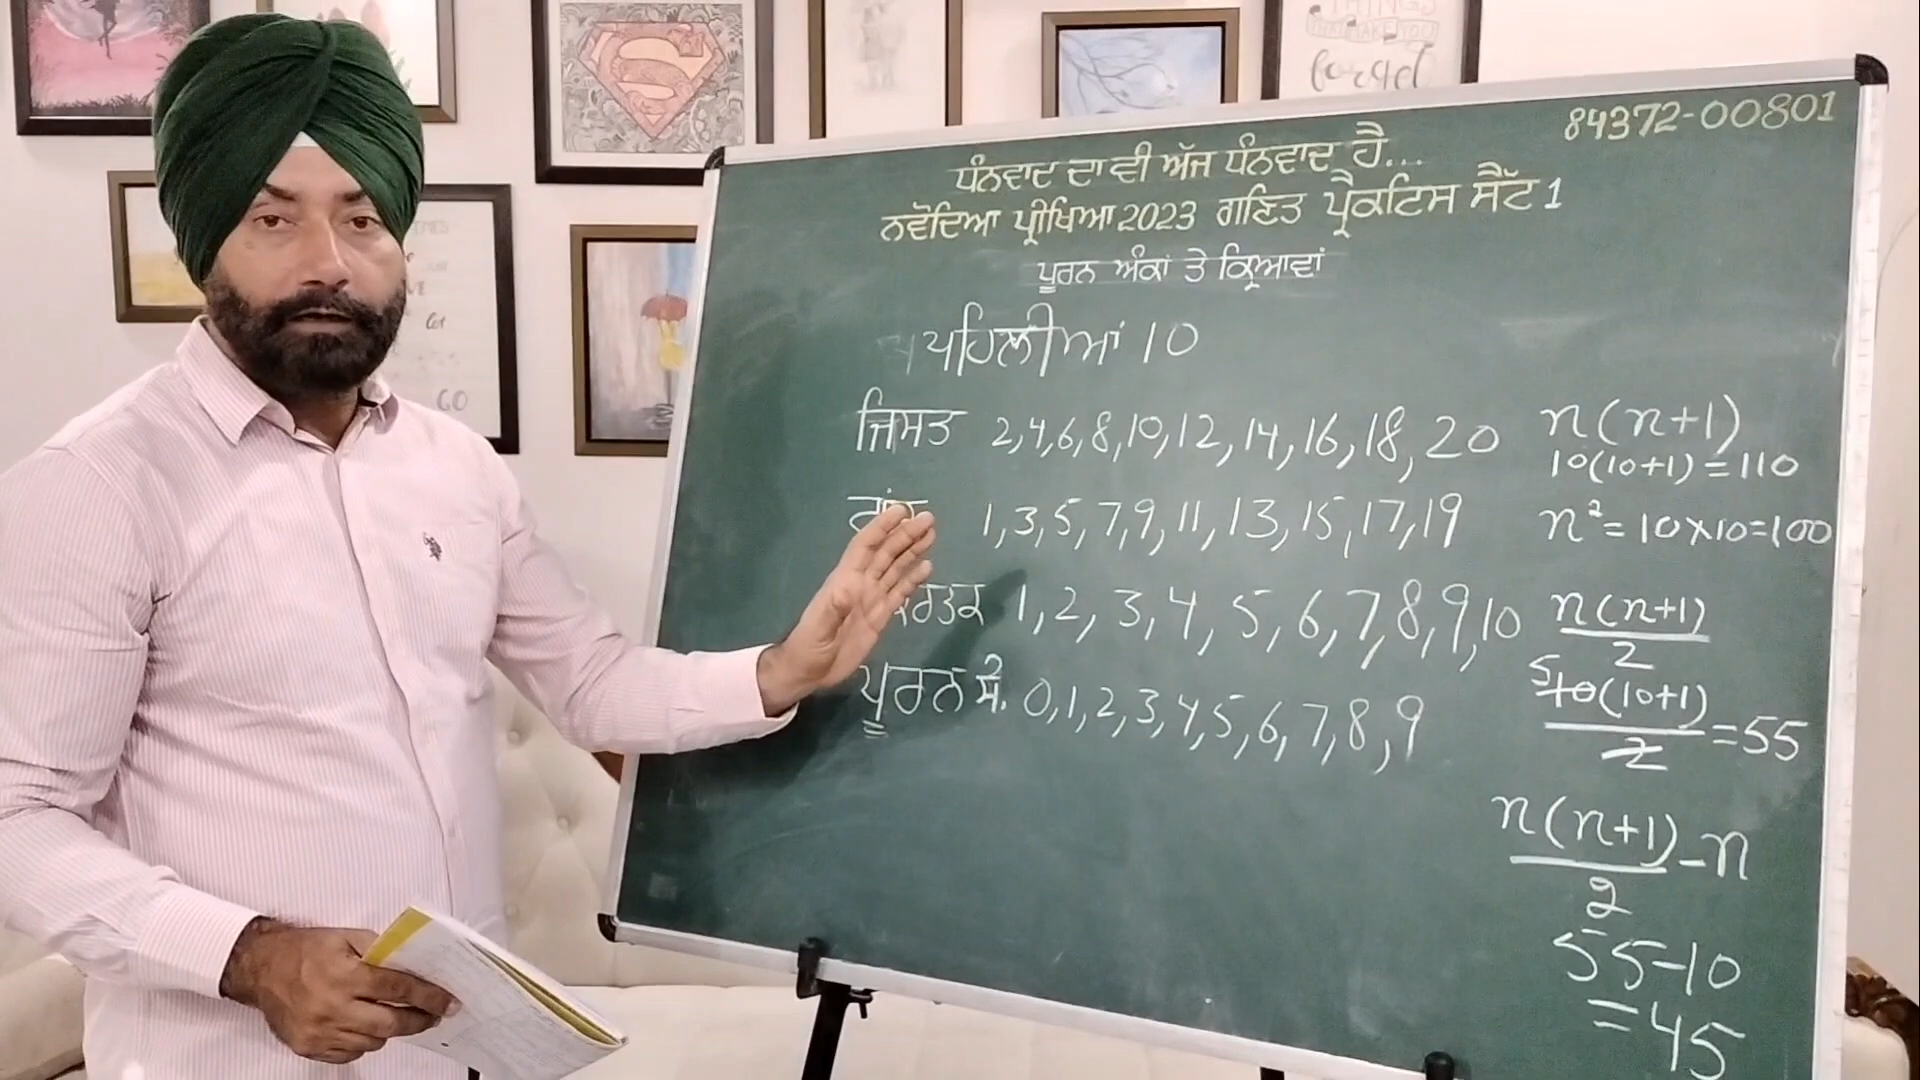 84372-00801
ਧੰਨਵਾਦ ਦਾ ਵੀ ਅੱਜ ਧੰਨਵਾਦ ਹੈ...
ਨਵੋਦਿਆ ਪ੍ਰੀਖਿਆ 2023 ਗਣਿਤ ਪ੍ਰੈਕਟਿਸ ਸੈੱਟ 1
ਪੂਰਨ ਅੰਕਾਂ ਤੇ ਕ੍ਰਿਆਵਾਂ
ਪਹਿਲੀਆਂ 10
ਜਿਸਤ 2,4,6,8,10,12,14,16,18,20 n(n+1)
10(10+1)=110
1,3,5,7,9,11,13,15,17,19 n²=10×10=100
1,2,3,4,5,6,7,8,9,10 n(n+1)
2
ਪੂਰਨ ਸੰ. 0,1,2,3,4,5,6,7,8,9
5
10(10+1)
2
=55
n(n+1)
2
-n
55-10
=45
GO